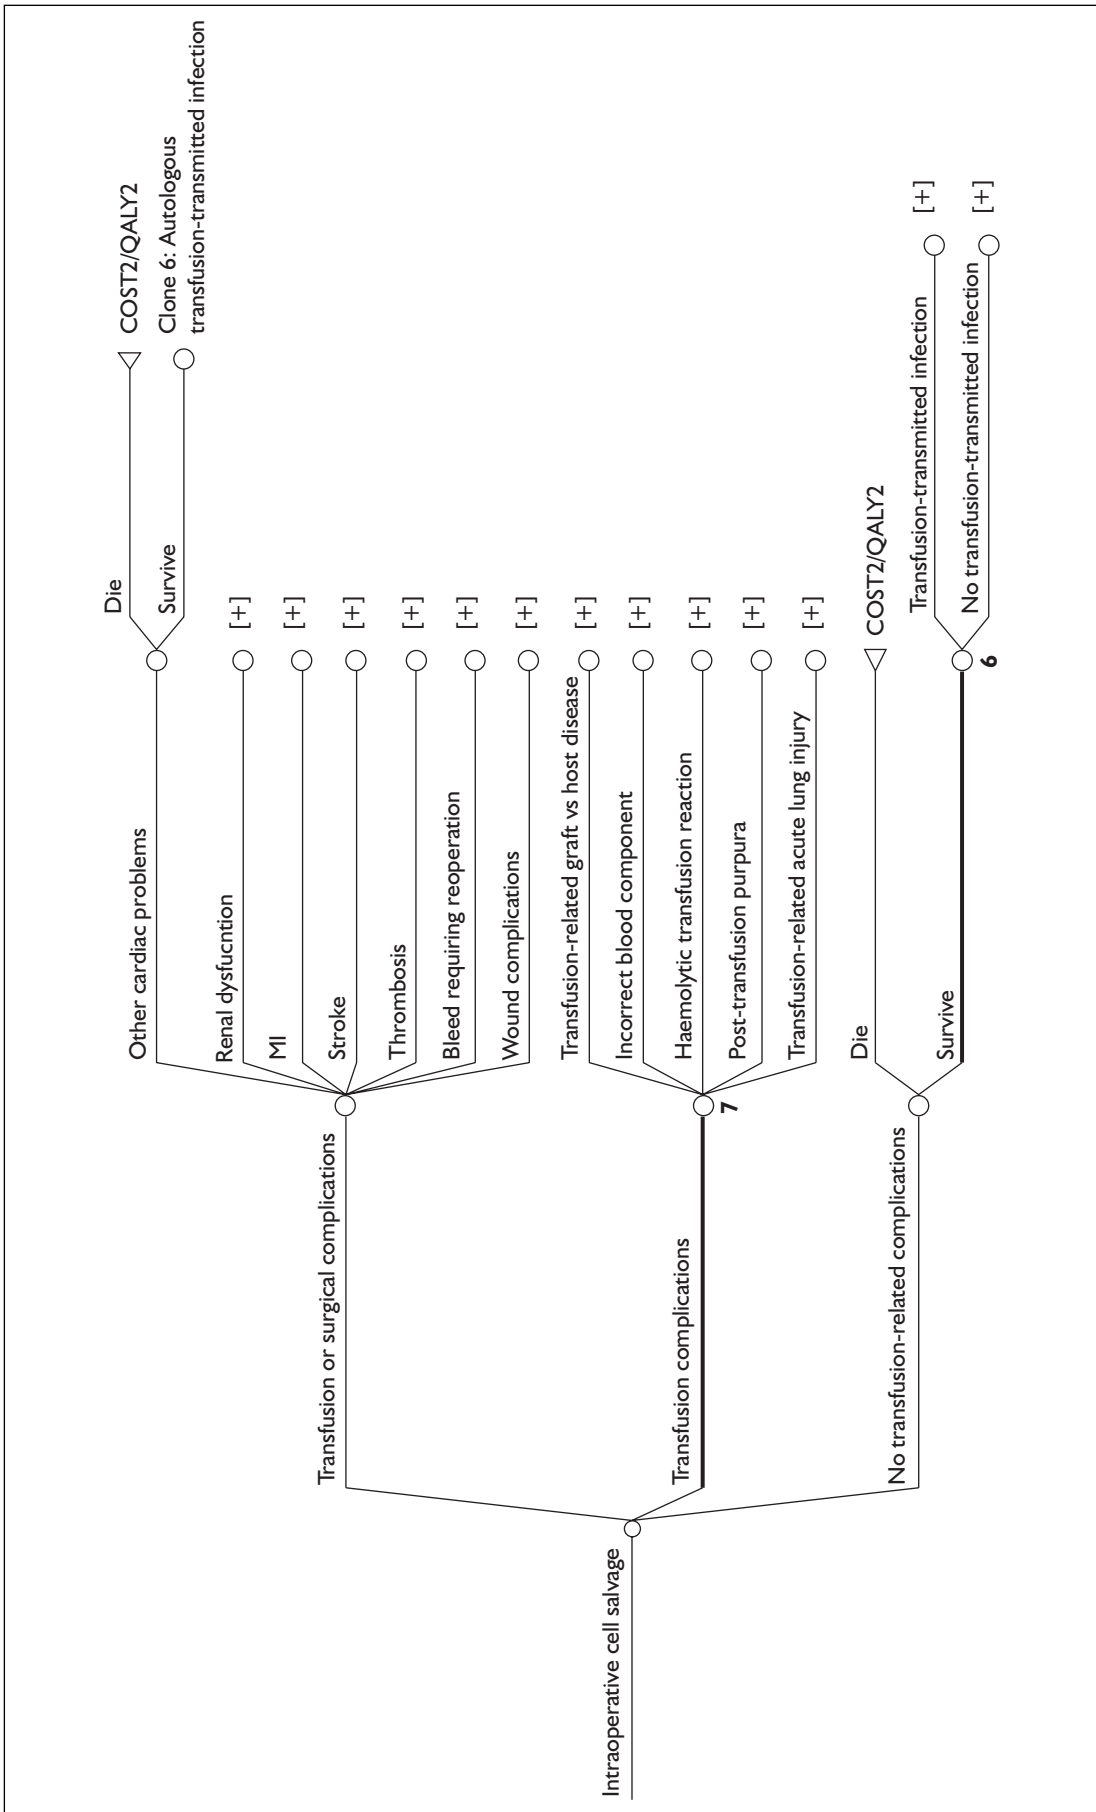 Intraoperative cell salvage
Transfusion or surgical complications
Other cardiac problems
Die
COST2/QALY2
Survive
Clone 6: Autologous
transfusion-transmitted infection
Renal dysfucntion
[+]
MI
[+]
Stroke
[+]
Thrombosis
[+]
Bleed requiring reoperation
[+]
Wound complications
[+]
Transfusion complications
7
Transfusion-related graft vs host disease
[+]
Incorrect blood component
[+]
Haemolytic transfusion reaction
[+]
Post-transfusion purpura
[+]
Transfusion-related acute lung injury
[+]
No transfusion-related complications
Die
COST2/QALY2
Survive
6
Transfusion-transmitted infection
[+]
No transfusion-transmitted infection
[+]